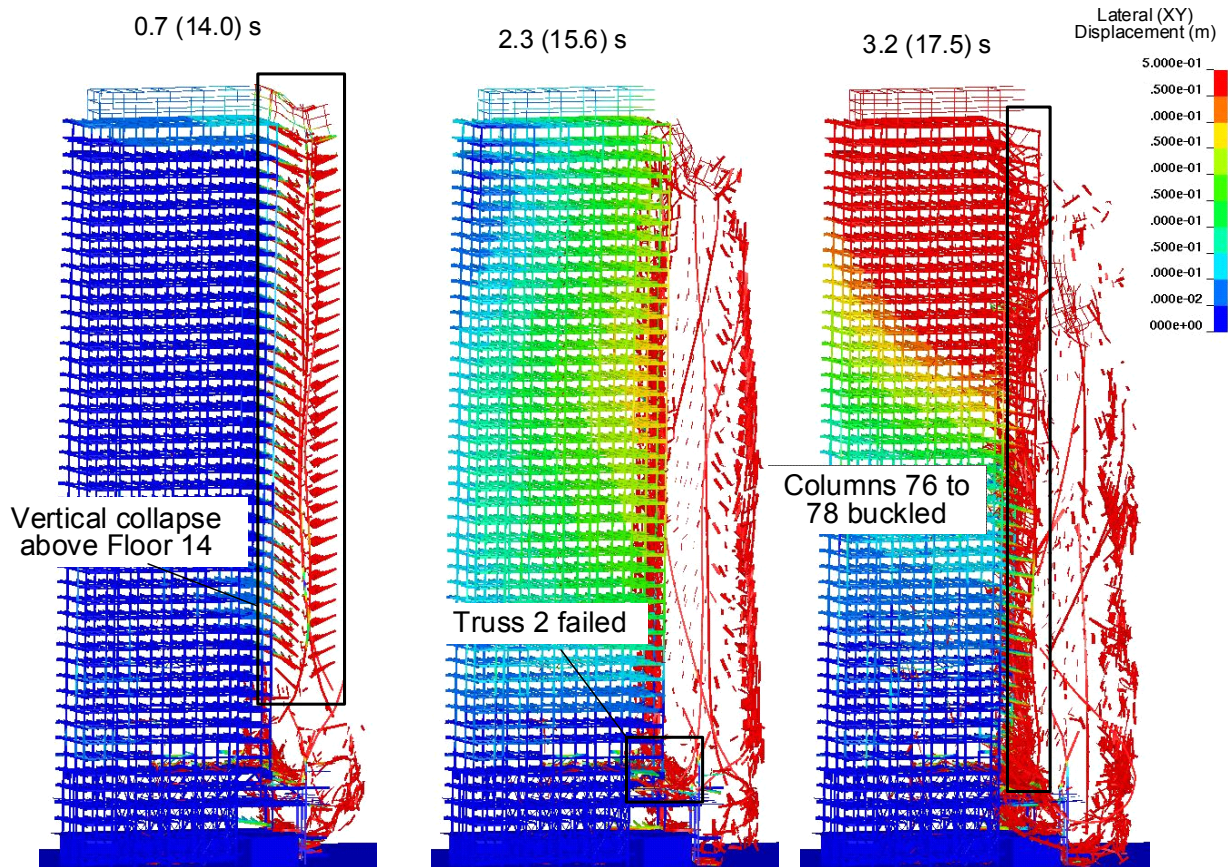 0.7 (14.0) s
2.3 (15.6) s
3.2 (17.5) s
Lateral (XY)
Displacement (m)
5.000e-01
.500e-01
.000e-01
.500e-01
.000e-01
.500e-01
.000e-01
.500e-01
.000e-01
.000e-02
000e+00
Vertical collapse
above Floor 14
Truss 2 failed
Columns 76 to
78 buckled